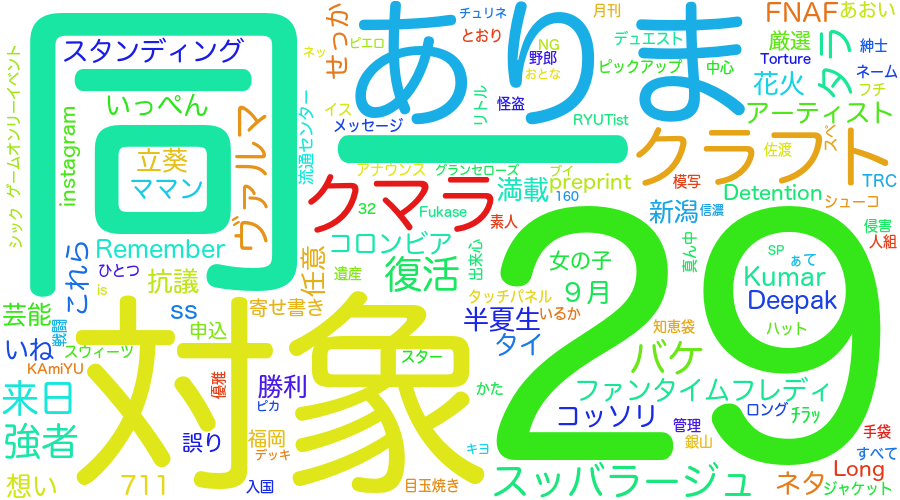 同一
ありま
29
対象
クラフト
クマラ
スッパラージュ
スタンディング
いっぺん
instagram
ゲームオンリーイベント
シック
立葵
ママン
ヴァルマ
流通センター
Remember
これら
抗議
is
任意
遺産
寄せ書き
芸能
ss
申込
戦闘
スウィーツ
いね
KAmiYU
来日
強者
想い
711
優雅
勝利
ピカ
誤り
福岡
デッキ
入国
せっか
ネッ
ピエロ
チュリネ
とおり
NG
野郎
おとな
月刊
デュエスト
ピックアップ
中心
怪盗
リトル
イス
メッセージ
RYUTist
FNAF
あおい
厳選
タラ
紳士
Torture
ネーム
花火
フチ
アーティスト
スペ
佐渡
アナウンス
グランセローズ
ブイ
満載
preprint
160
模写
TRC
Detention
シューコ
32
Fukase
素人
新潟
信濃
侵害
人組
真ん中
コロンビア
復活
出来心
女の子
9月
SP
ぁて
Kumar
Deepak
タッチパネル
いるか
半夏生
タイ
知恵袋
ハット
バケ
スター
ファンタイムフレディ
かた
コッソリ
ロング
ﾁﾗｯ
管理
銀山
手袋
すべて
キヨ
目玉焼き
ネタ
Long
ジャケット